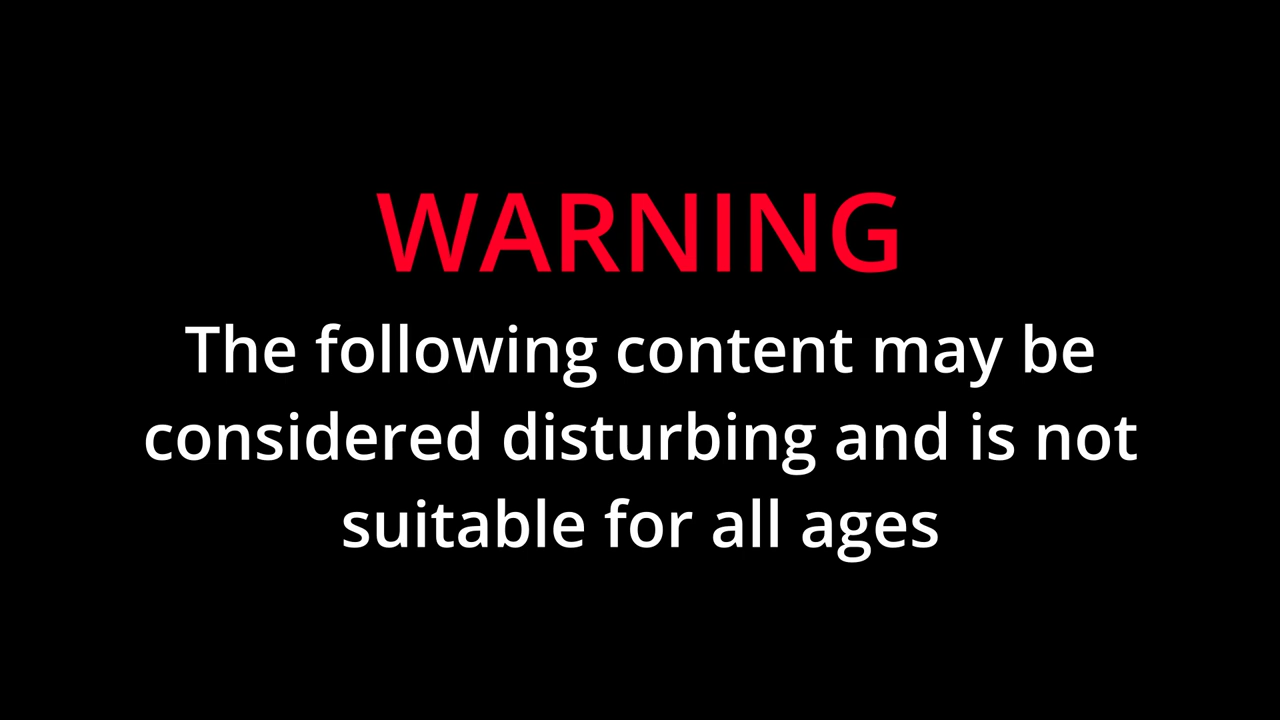 WARNING
The following content may be
considered disturbing and is not
suitable for all ages